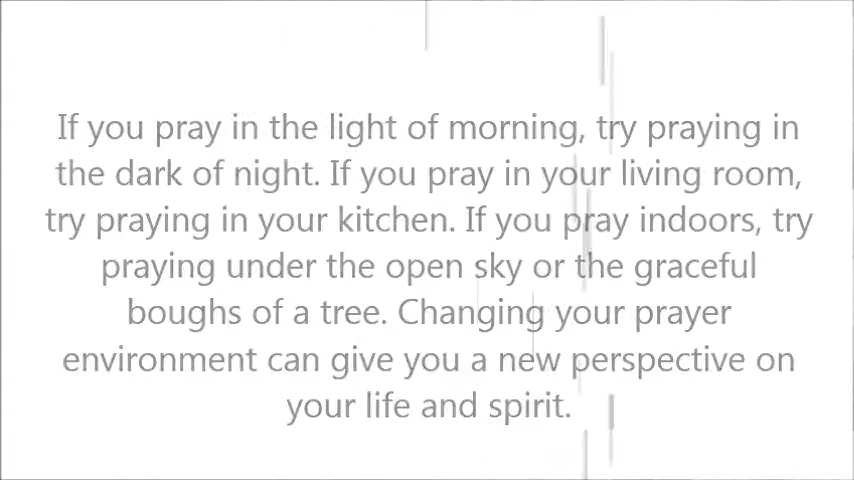 If you pray in the light of morning, try praying in
the dark of night. If you pray in your living room,
try praying in your kitchen. If you pray indoors, try
praying under the open sky or the graceful
boughs of a tree. Changing your prayer
environment can give you a new perspective on
your life and spirit.